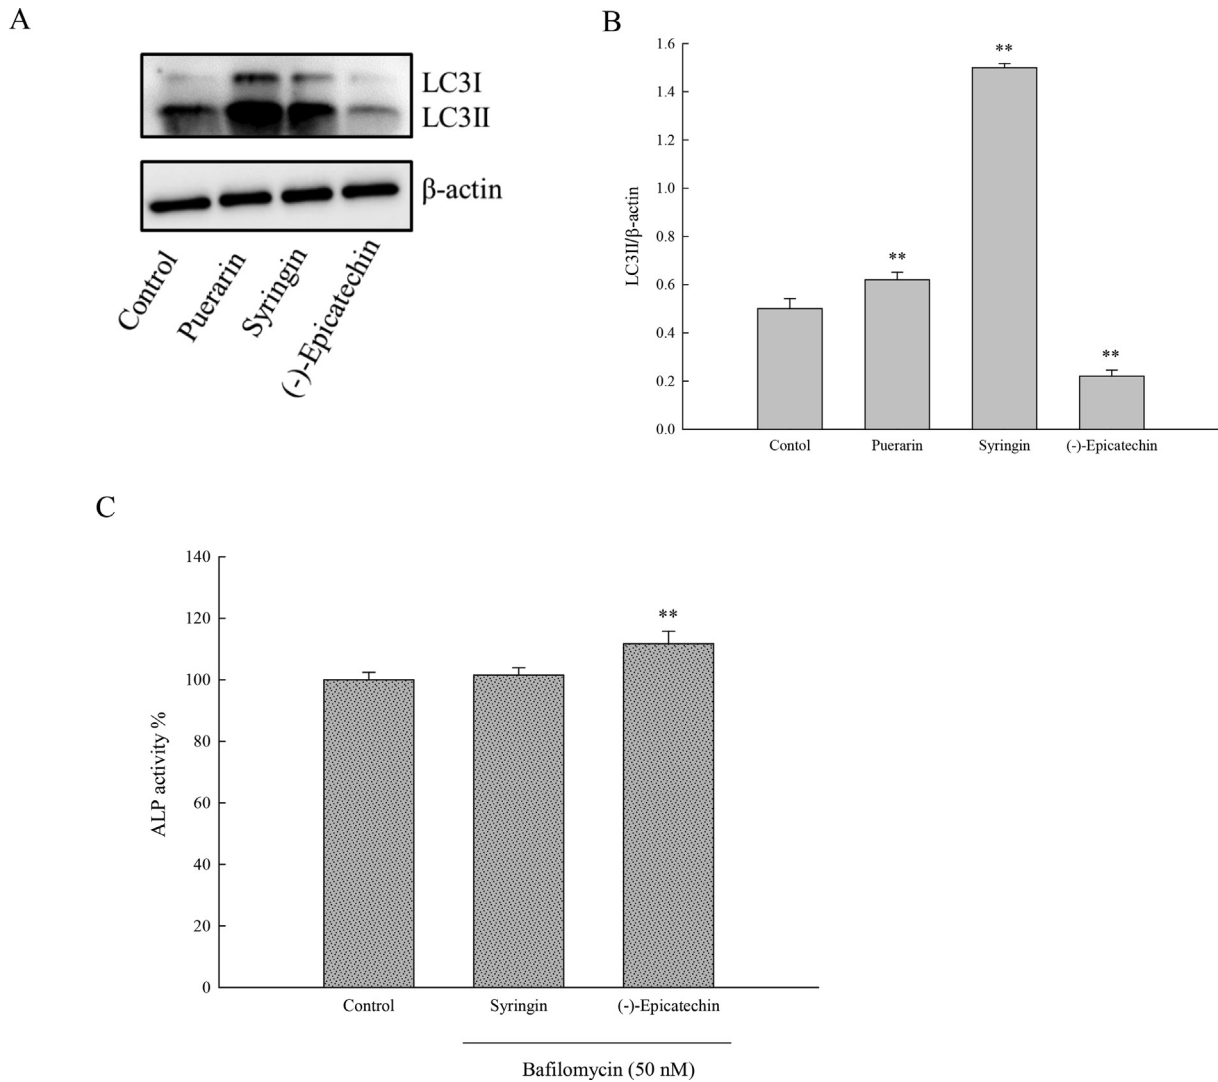 A
LC3I
LC3II
β-actin
Control
Puerarin
Syringin
(-)-Epicatechin
B
1.6
1.4
1.2
1.0
0.8
0.6
0.4
0.2
0.0
LC3II/β-actin
**
**
**
Contol
Puerarin
Syringin
(-)-Epicatechin
C
140
120
100
80
60
40
20
0
ALP activity %
**
Control
Syringin
(-)-Epicatechin
Bafilomycin (50 nM)